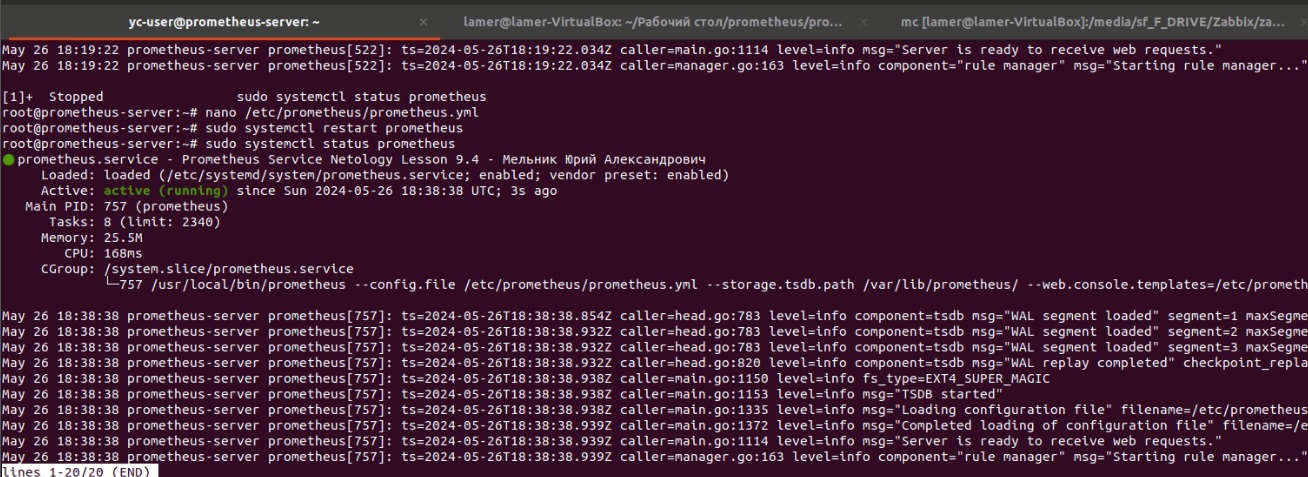 yc-user@prometheus-server: ~ × lamer@lamer-VirtualBox: ~/Рабочий стол/prometheus/pro... × mc [lamer@lamer-VirtualBox]:/media/sf_F_DRIVE/Zabbix/za... ×
May 26 18:19:22 prometheus-server prometheus[522]: ts=2024-05-26T18:19:22.034Z caller=main.go:1114 level=info msg="Server is ready to receive web requests."
May 26 18:19:22 prometheus-server prometheus[522]: ts=2024-05-26T18:19:22.034Z caller=manager.go:163 level=info component="rule manager" msg="Starting rule manager..."
[1]+  Stopped                 sudo systemctl status prometheus
root@prometheus-server:~# nano /etc/prometheus/prometheus.yml
root@prometheus-server:~# sudo systemctl restart prometheus
root@prometheus-server:~# sudo systemctl status prometheus
● prometheus.service - Prometheus Service Netology Lesson 9.4 - Мельник Юрий Александрович
Loaded: loaded (/etc/systemd/system/prometheus.service; enabled; vendor preset: enabled)
Active: active (running) since Sun 2024-05-26 18:38:38 UTC; 3s ago
Main PID: 757 (prometheus)
Tasks: 8 (limit: 2340)
Memory: 25.5M
CPU: 168ms
CGroup: /system.slice/prometheus.service
└─757 /usr/local/bin/prometheus --config.file /etc/prometheus/prometheus.yml --storage.tsdb.path /var/lib/prometheus/ --web.console.templates=/etc/prometh
May 26 18:38:38 prometheus-server prometheus[757]: ts=2024-05-26T18:38:38.854Z caller=head.go:783 level=info component=tsdb msg="WAL segment loaded" segment=1 maxSegme
May 26 18:38:38 prometheus-server prometheus[757]: ts=2024-05-26T18:38:38.932Z caller=head.go:783 level=info component=tsdb msg="WAL segment loaded" segment=2 maxSegme
May 26 18:38:38 prometheus-server prometheus[757]: ts=2024-05-26T18:38:38.932Z caller=head.go:783 level=info component=tsdb msg="WAL segment loaded" segment=3 maxSegme
May 26 18:38:38 prometheus-server prometheus[757]: ts=2024-05-26T18:38:38.932Z caller=head.go:820 level=info component=tsdb msg="WAL replay completed" checkpoint_repla
May 26 18:38:38 prometheus-server prometheus[757]: ts=2024-05-26T18:38:38.938Z caller=main.go:1150 level=info fs_type=EXT4_SUPER_MAGIC
May 26 18:38:38 prometheus-server prometheus[757]: ts=2024-05-26T18:38:38.938Z caller=main.go:1153 level=info msg="TSDB started"
May 26 18:38:38 prometheus-server prometheus[757]: ts=2024-05-26T18:38:38.938Z caller=main.go:1335 level=info msg="Loading configuration file" filename=/etc/prometheus
May 26 18:38:38 prometheus-server prometheus[757]: ts=2024-05-26T18:38:38.939Z caller=main.go:1372 level=info msg="Completed loading of configuration file" filename=/e
May 26 18:38:38 prometheus-server prometheus[757]: ts=2024-05-26T18:38:38.939Z caller=main.go:1114 level=info msg="Server is ready to receive web requests."
May 26 18:38:38 prometheus-server prometheus[757]: ts=2024-05-26T18:38:38.939Z caller=manager.go:163 level=info component="rule manager" msg="Starting rule manager..."
lines 1-20/20 (END)